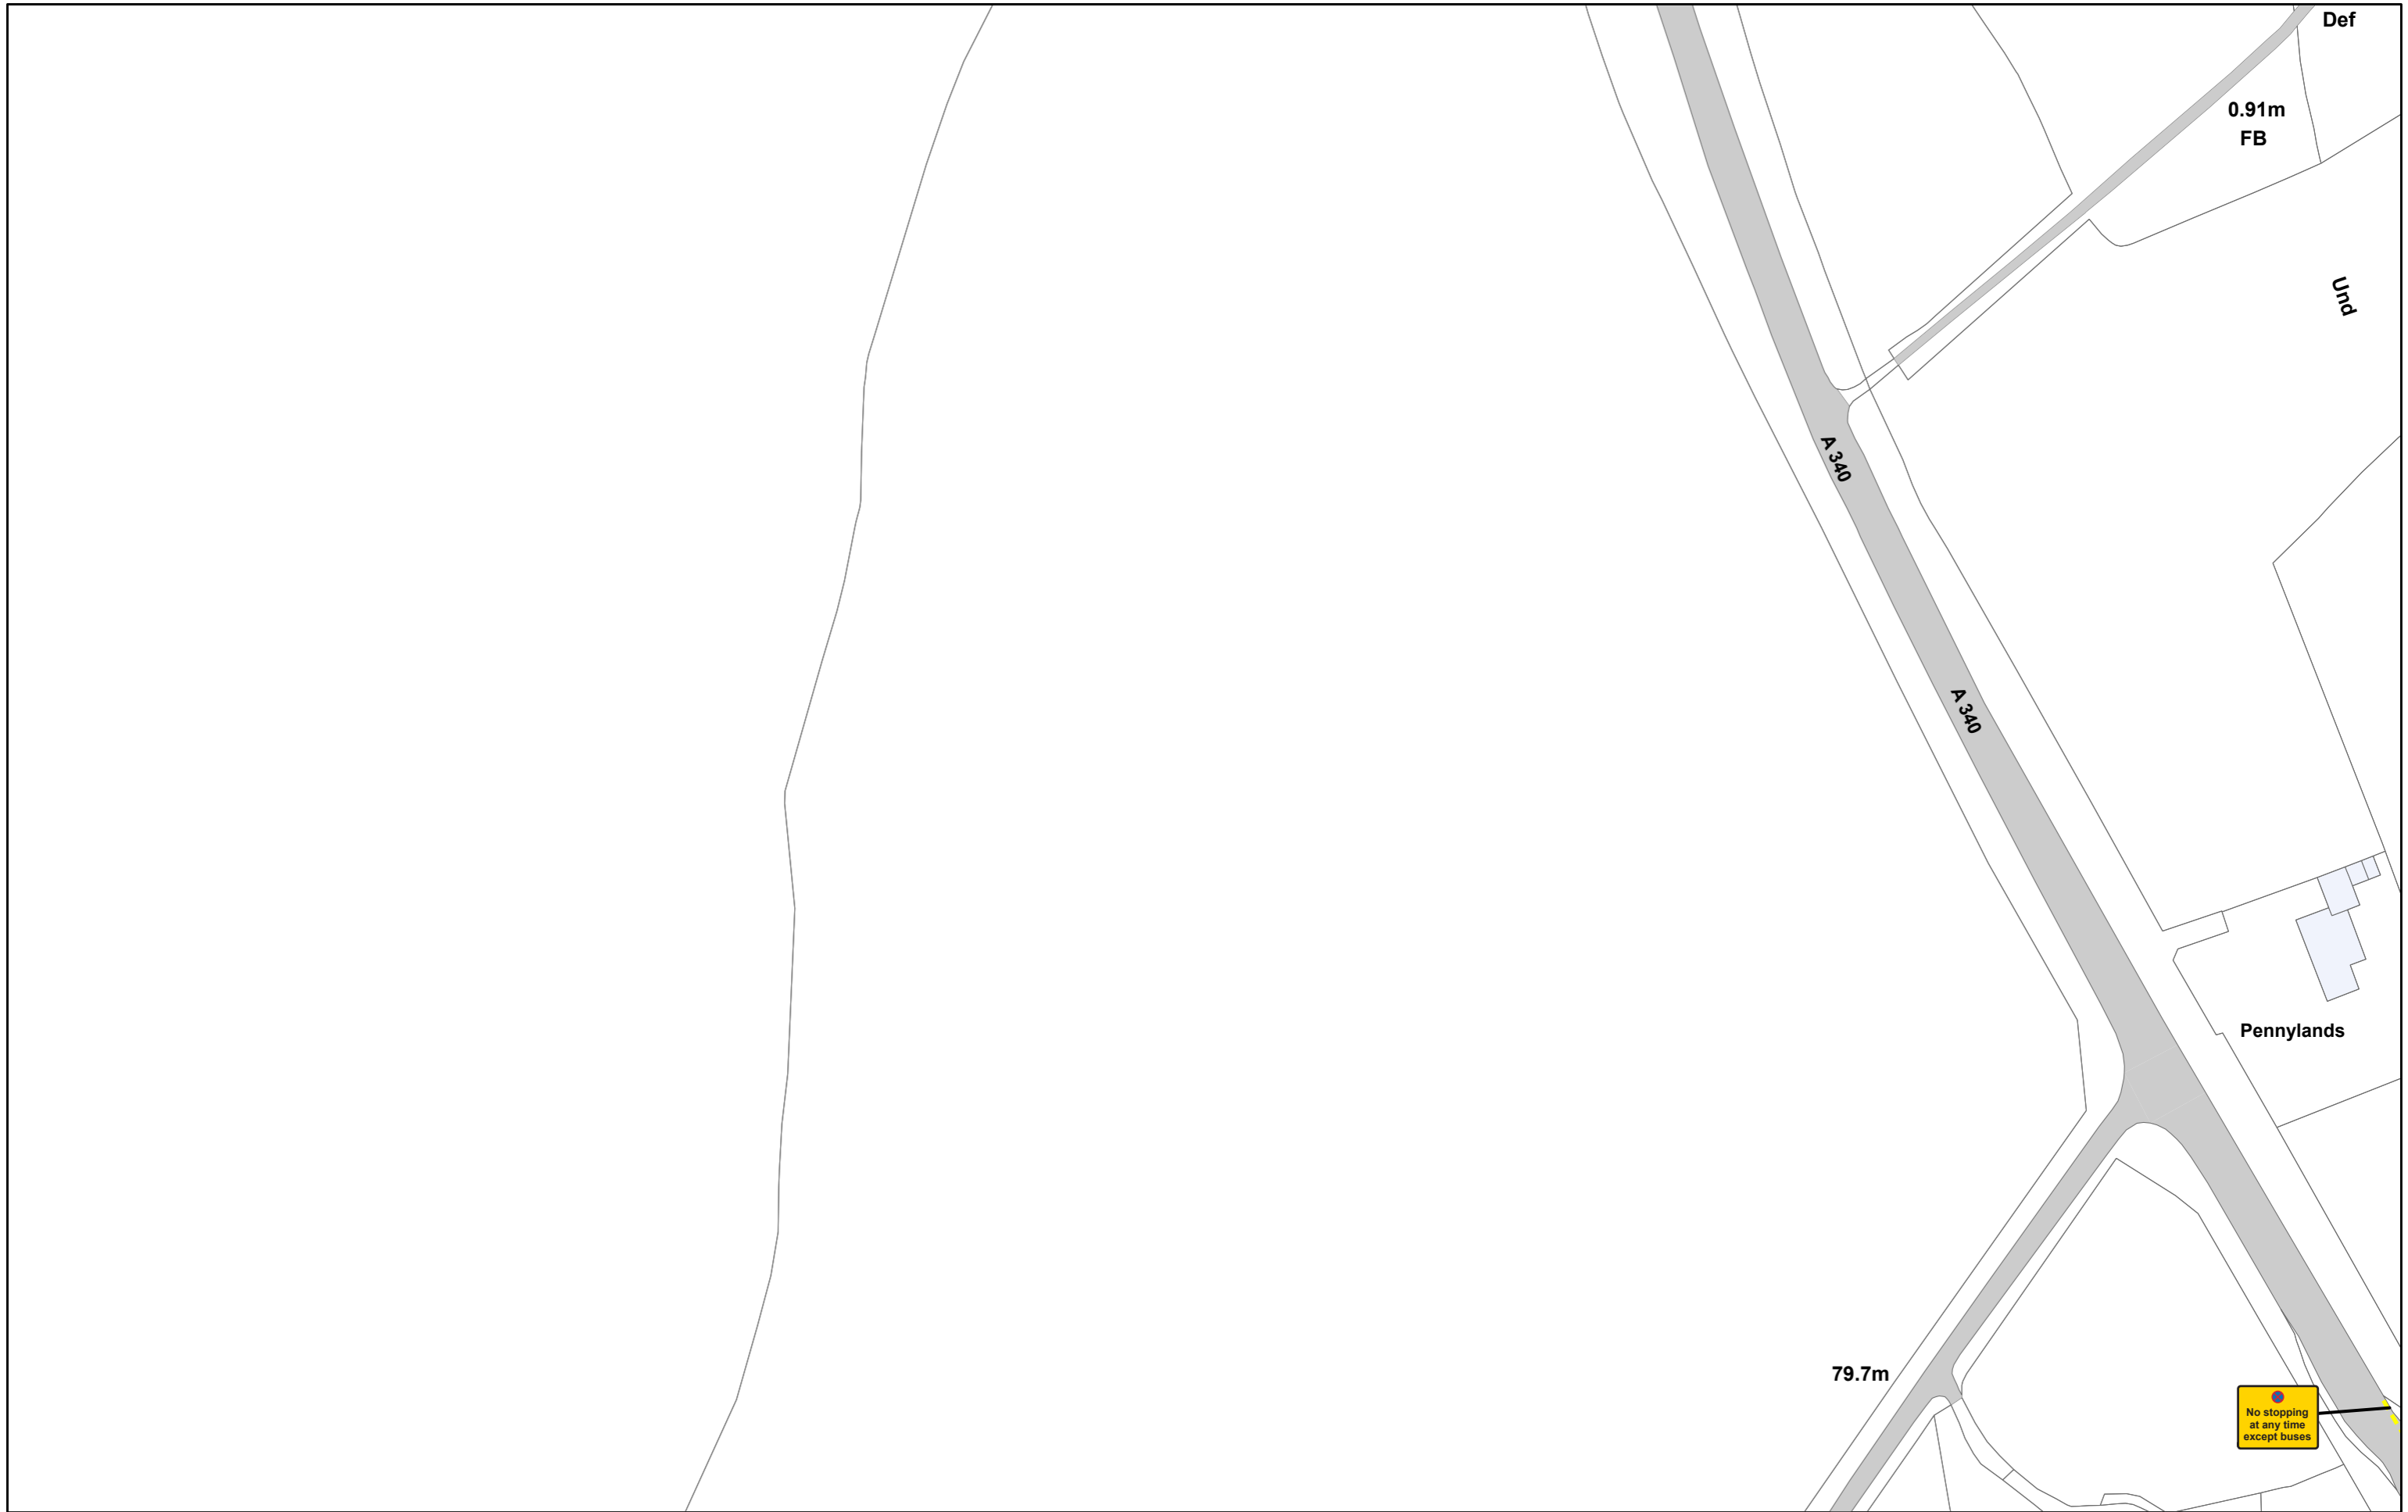 Def
0.91m
FB
Und
A 340
A 340
Pennylands
79.7m
No stopping
at any time
except buses